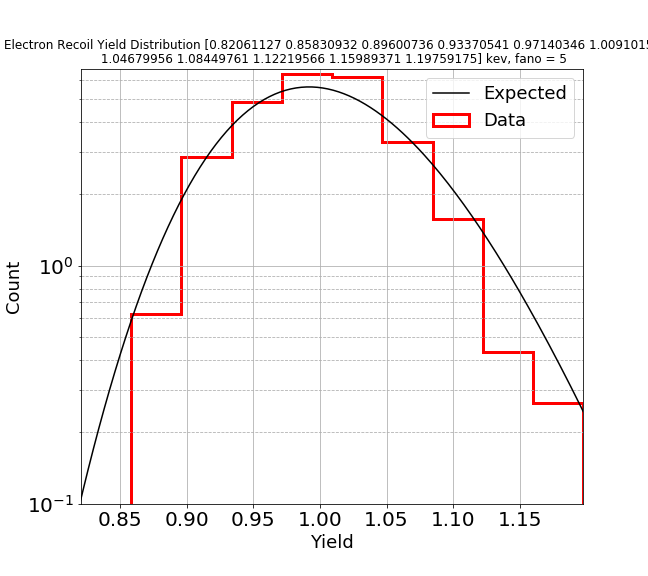 Electron Recoil Yield Distribution [0.82061127 0.85830932 0.89600736 0.93370541 0.97140346 1.0091015
1.04679956 1.08449761 1.12219566 1.15989371 1.19759175] kev, fano = 5
Expected
Data
Count
10^0
10^-1
0.85 0.90 0.95 1.00 1.05 1.10 1.15
Yield